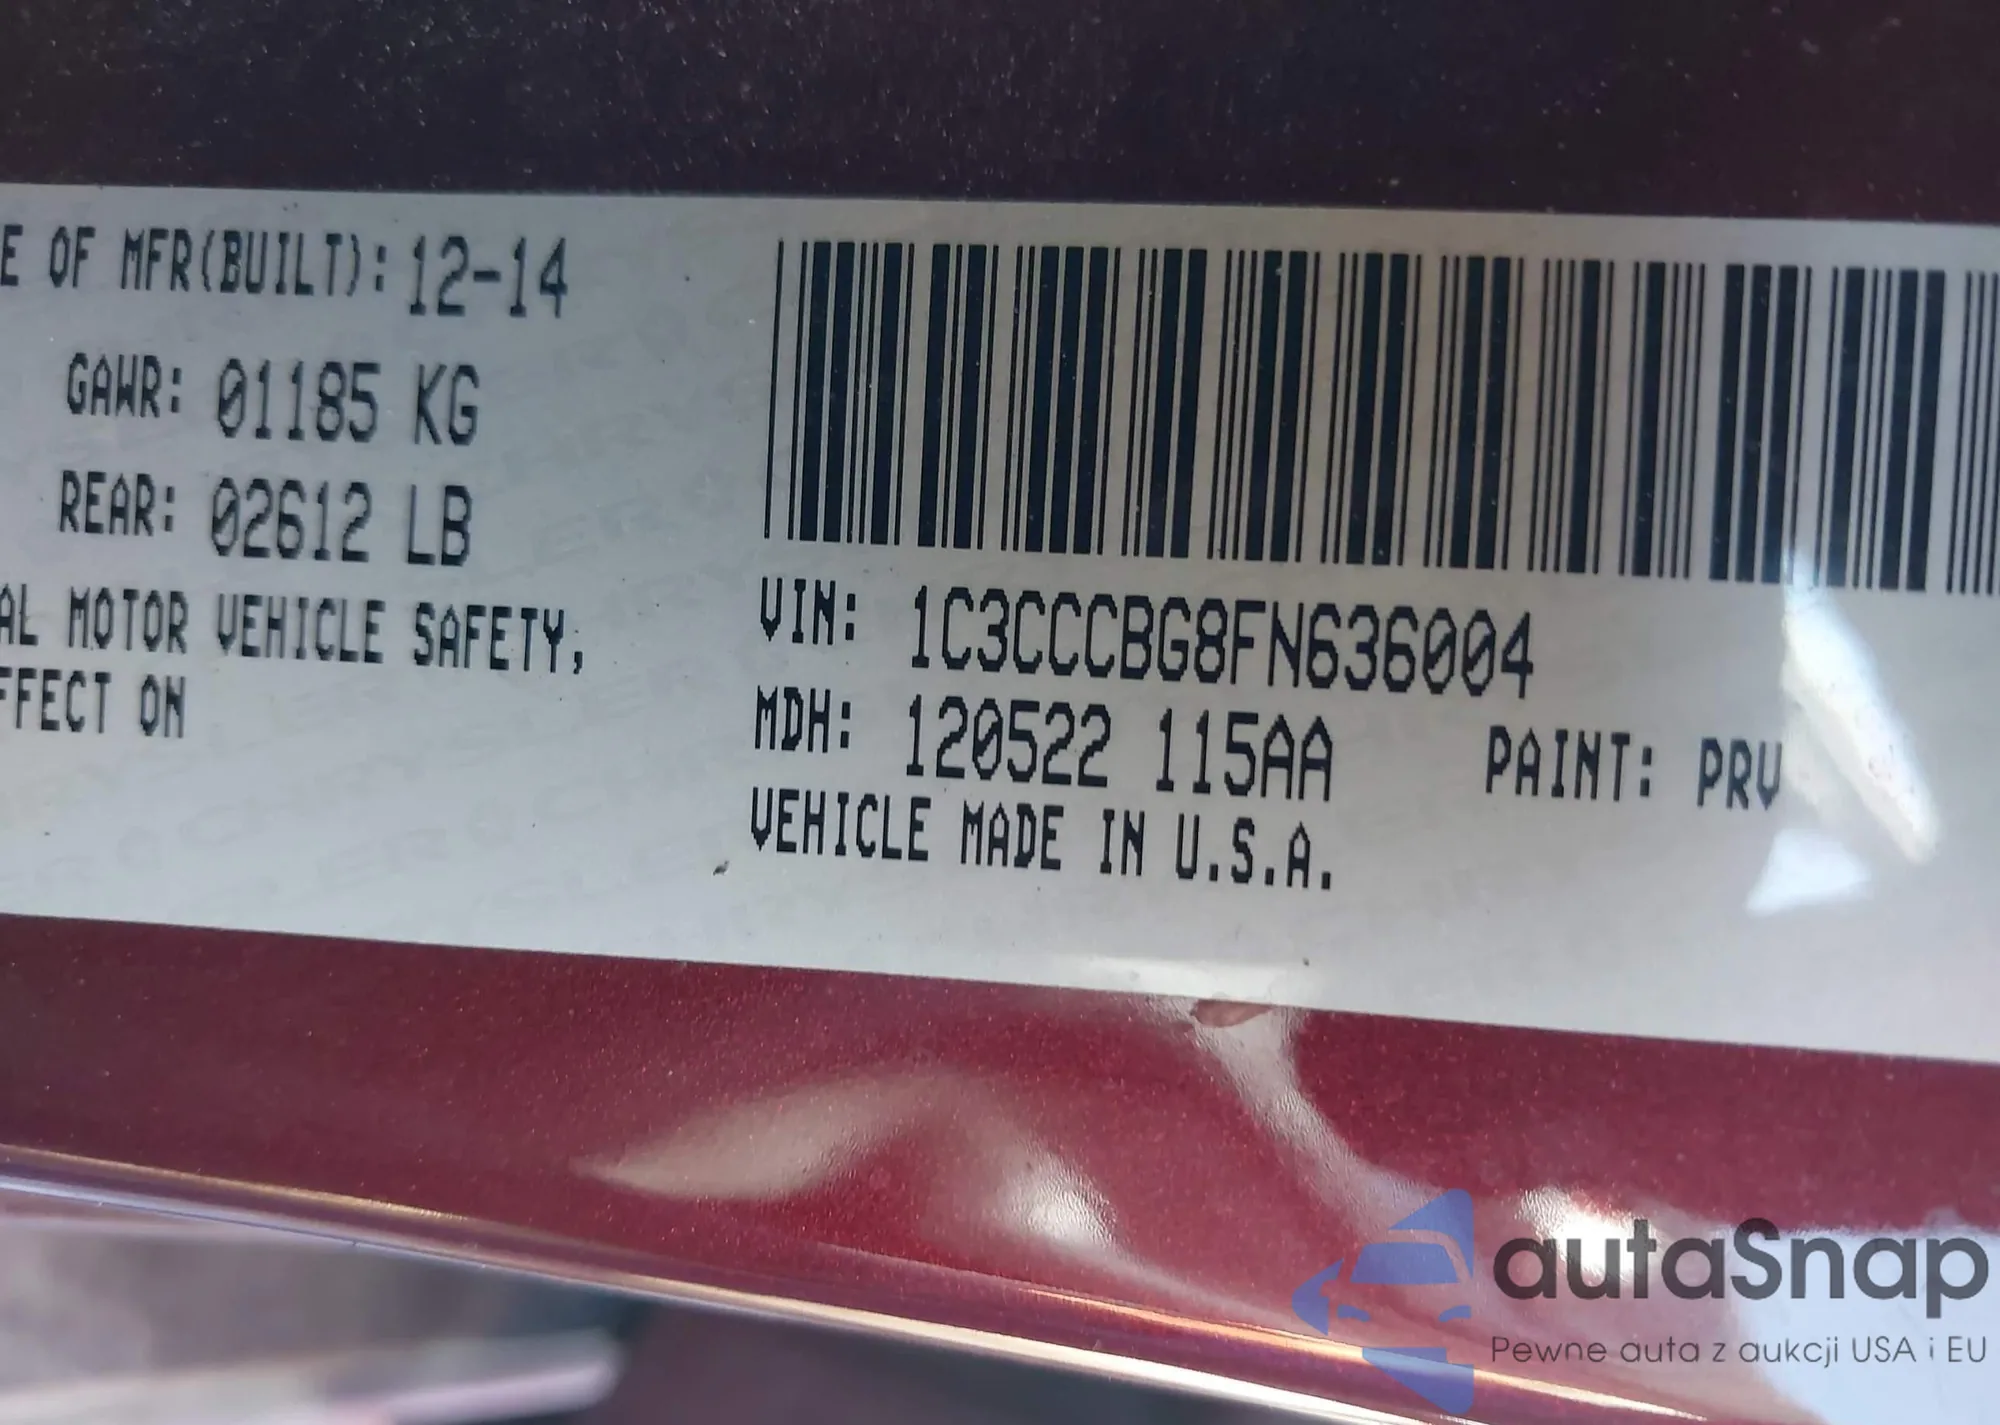 E OF MFR(BUILT): 12-14
GAWR: 01185 KG
REAR: 02612 LB
AL MOTOR VEHICLE SAFETY,
FFECT ON
VIN: 1C3CCCBG8FN636004
MDH: 120522 115AA PAINT: PRV
VEHICLE MADE IN U.S.A.
autaSnap
Pewne auta z aukcji USA i EU